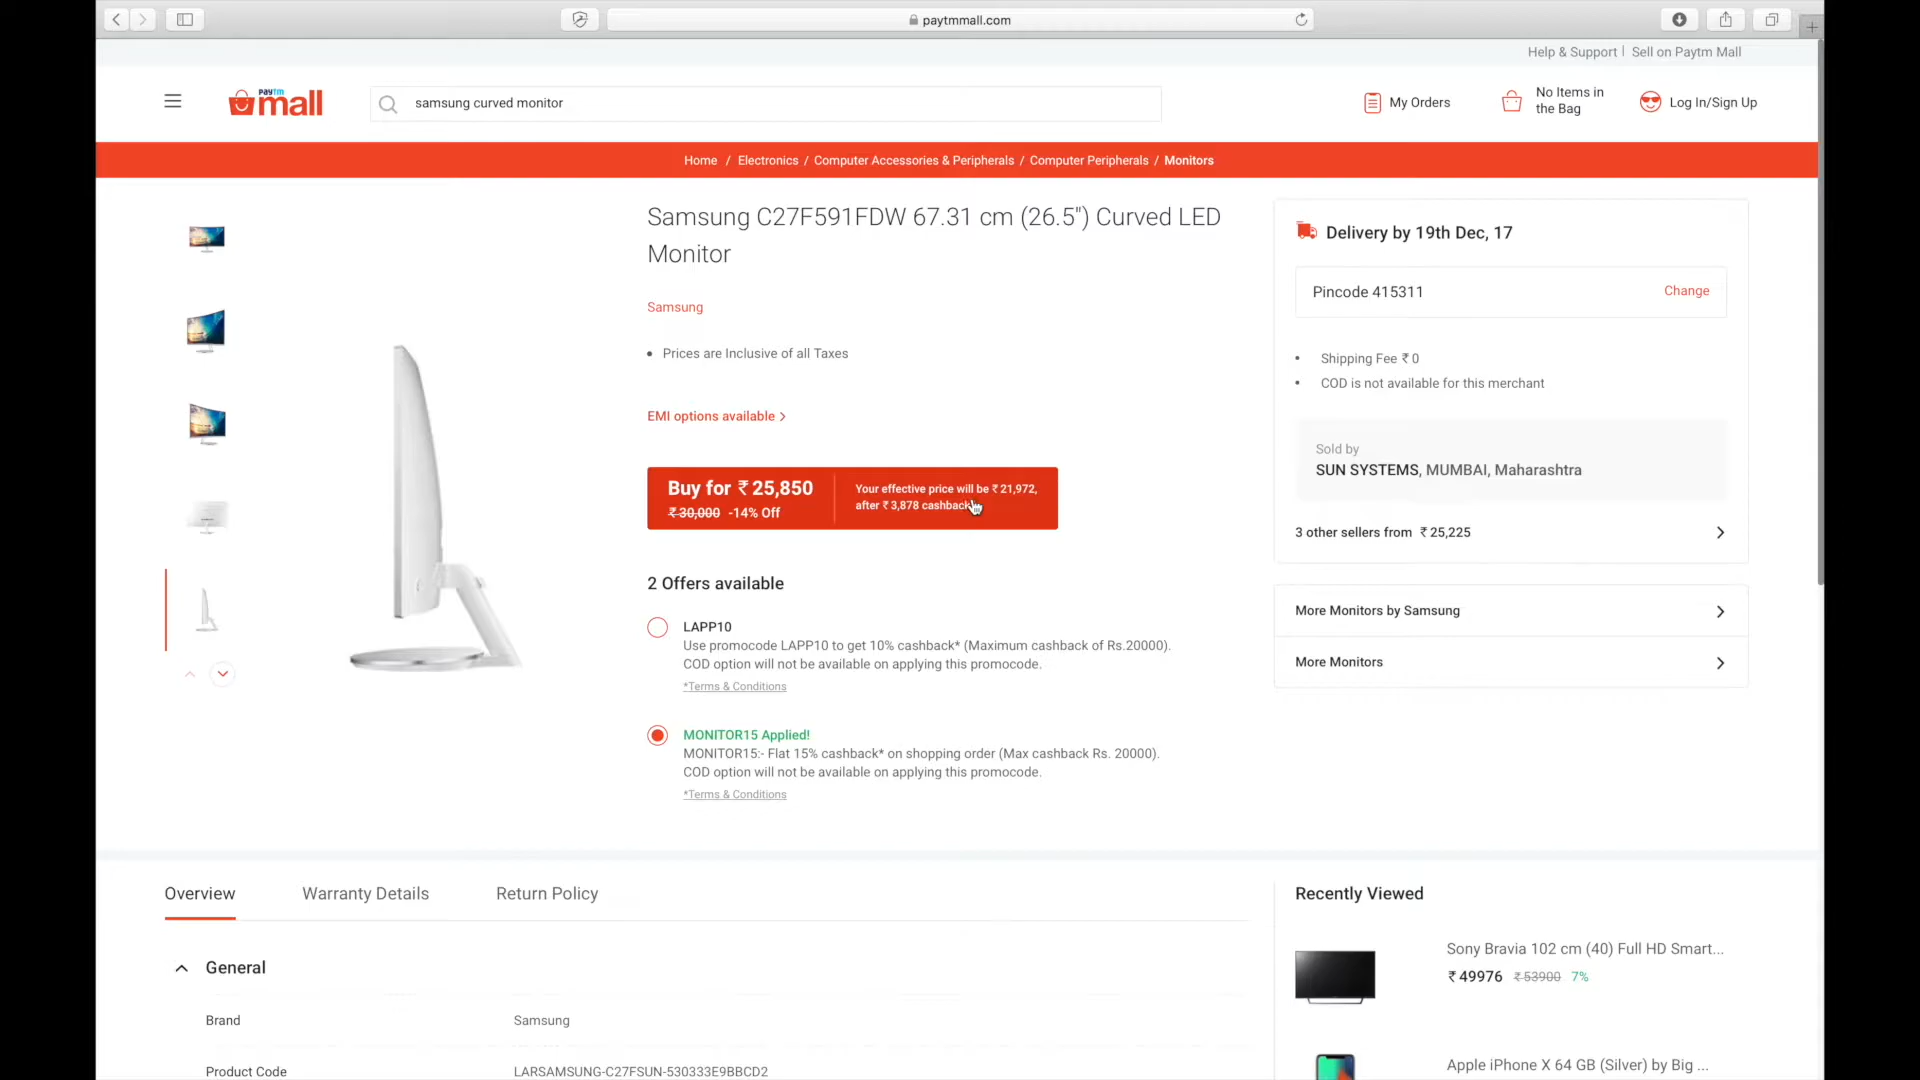 paytmmall.com
Help & Support | Sell on Paytm Mall
paytm
mall
samsung curved monitor
My Orders
No Items in
the Bag
Log In/Sign Up
Home / Electronics / Computer Accessories & Peripherals / Computer Peripherals / Monitors
Samsung C27F591FDW 67.31 cm (26.5") Curved LED
Monitor
Samsung
• Prices are Inclusive of all Taxes
EMI options available >
Buy for ₹ 25,850
₹ 30,000 -14% Off
Your effective price will be ₹ 21,972,
after ₹ 3,878 cashback
2 Offers available
LAPP10
Use promocode LAPP10 to get 10% cashback* (Maximum cashback of Rs.20000).
COD option will not be available on applying this promocode.
*Terms & Conditions
MONITOR15 Applied!
MONITOR15:- Flat 15% cashback* on shopping order (Max cashback Rs. 20000).
COD option will not be available on applying this promocode.
*Terms & Conditions
Delivery by 19th Dec, 17
Pincode 415311
Change
• Shipping Fee ₹ 0
• COD is not available for this merchant
Sold by
SUN SYSTEMS, MUMBAI, Maharashtra
3 other sellers from ₹ 25,225
More Monitors by Samsung
More Monitors
Overview
Warranty Details
Return Policy
General
Brand
Samsung
Product Code
LARSAMSUNG-C27FSUN-530333E9BBCD2
Recently Viewed
Sony Bravia 102 cm (40) Full HD Smart...
₹ 49976 ₹ 53900 7%
Apple iPhone X 64 GB (Silver) by Big ...